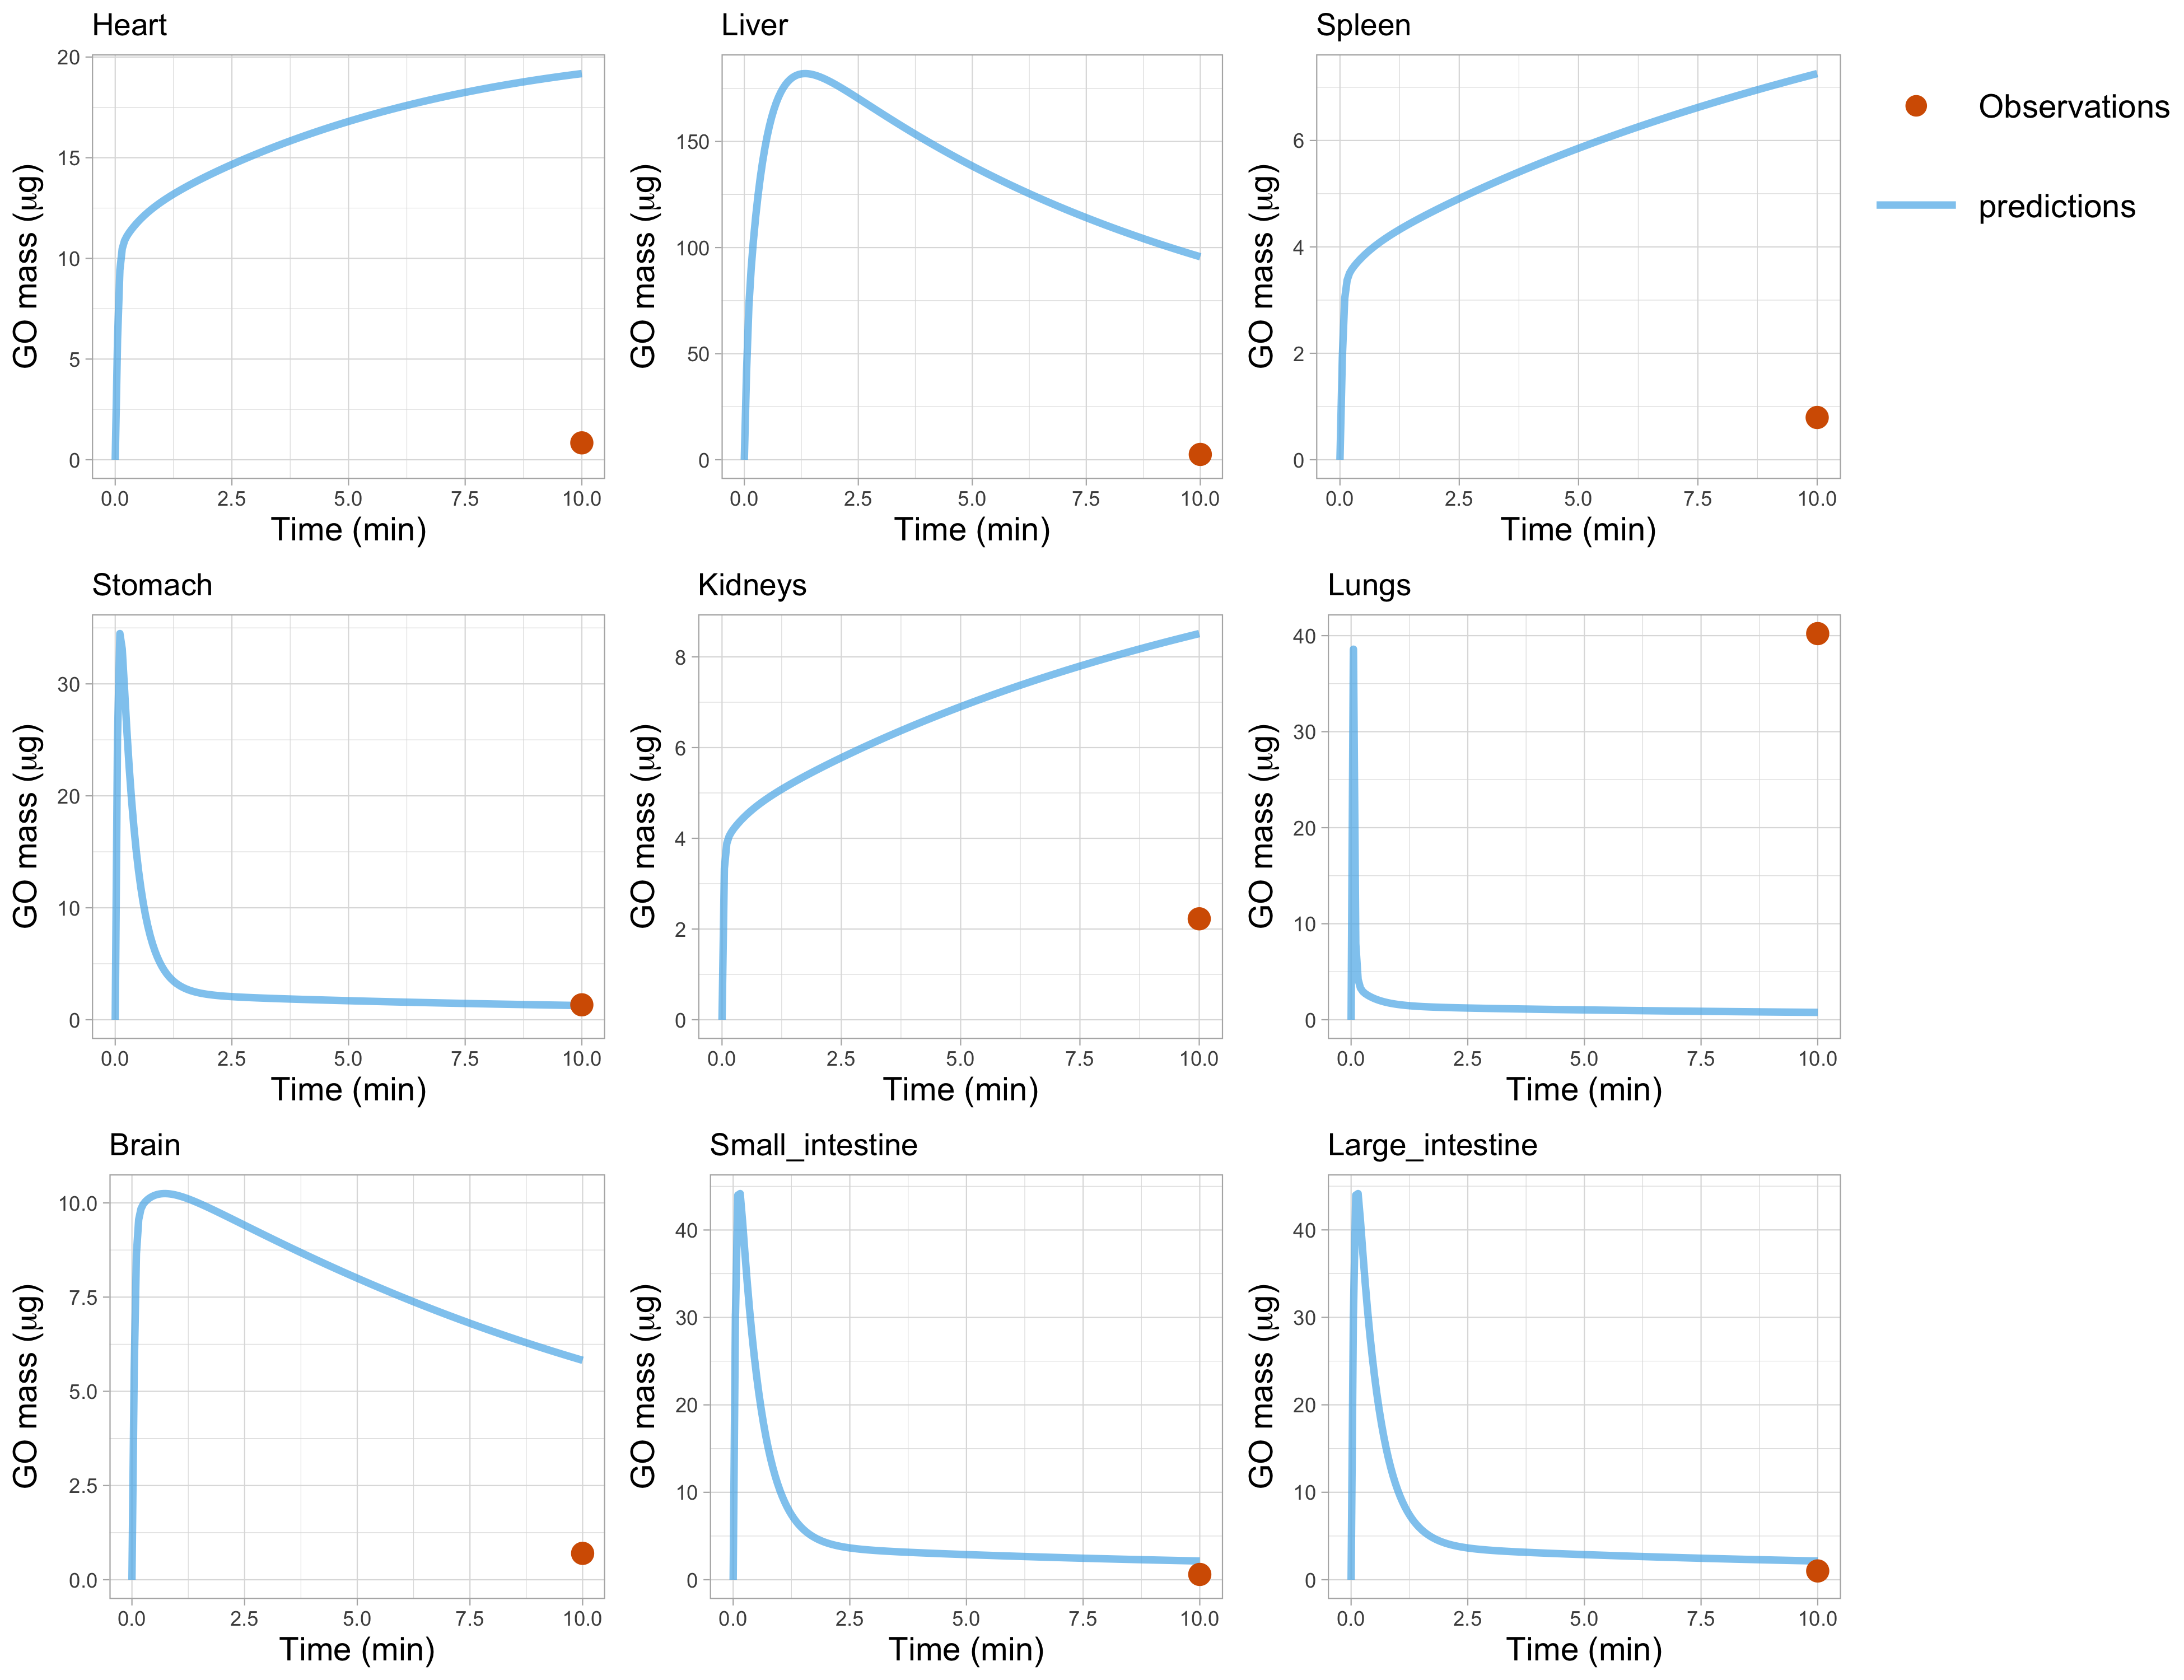 Heart
20
15
10
5
0
GO mass (μg)
0.0 2.5 5.0 7.5 10.0
Time (min)
Liver
150
100
50
0
GO mass (μg)
0.0 2.5 5.0 7.5 10.0
Time (min)
Spleen
6
4
2
0
GO mass (μg)
0.0 2.5 5.0 7.5 10.0
Time (min)
Observations
predictions
Stomach
30
20
10
0
GO mass (μg)
0.0 2.5 5.0 7.5 10.0
Time (min)
Kidneys
8
6
4
2
0
GO mass (μg)
0.0 2.5 5.0 7.5 10.0
Time (min)
Lungs
40
30
20
10
0
GO mass (μg)
0.0 2.5 5.0 7.5 10.0
Time (min)
Brain
10.0
7.5
5.0
2.5
0.0
GO mass (μg)
0.0 2.5 5.0 7.5 10.0
Time (min)
Small_intestine
40
30
20
10
0
GO mass (μg)
0.0 2.5 5.0 7.5 10.0
Time (min)
Large_intestine
40
30
20
10
0
GO mass (μg)
0.0 2.5 5.0 7.5 10.0
Time (min)